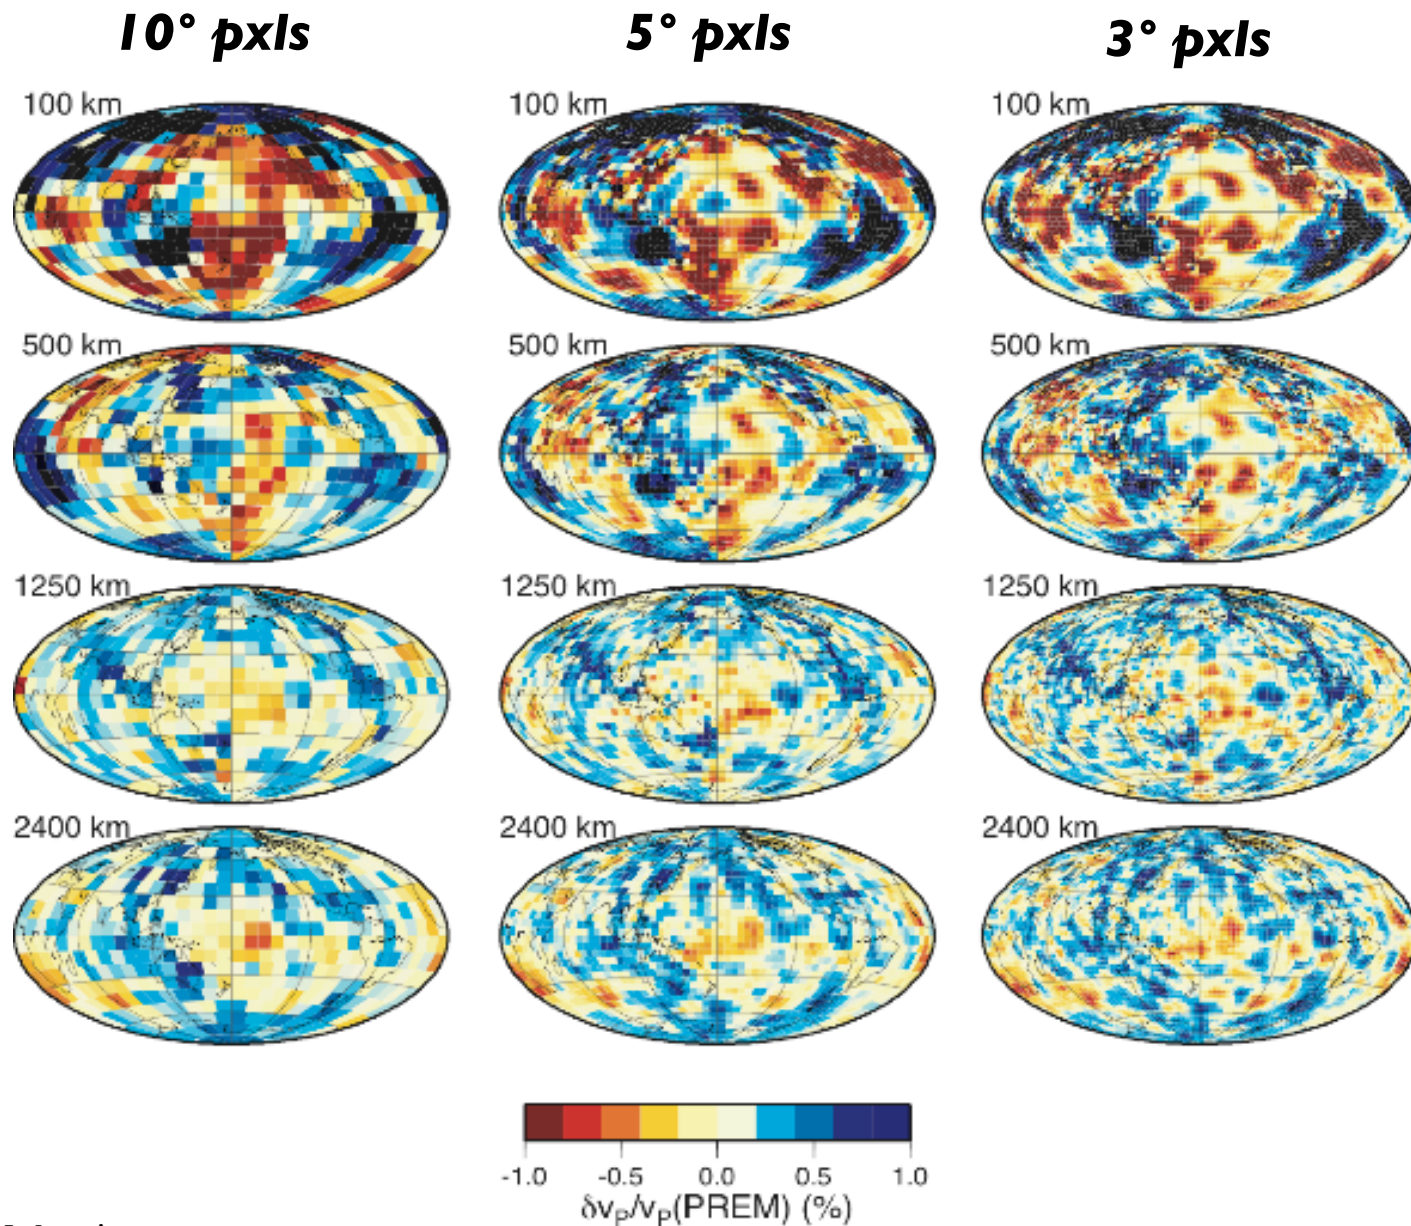 10° pxls 5° pxls 3° pxls
100 km 100 km 100 km
500 km 500 km 500 km
1250 km 1250 km 1250 km
2400 km 2400 km 2400 km
-1.0 -0.5 0.0 0.5 1.0
δvP/vP(PREM) (%)